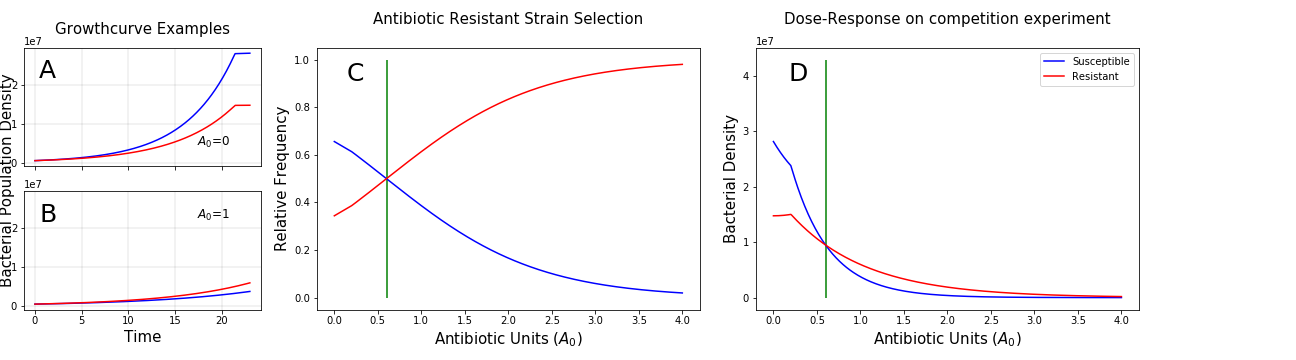 Growthcurve Examples
1e7
A
2
1
0
A₀=0
1e7
B
A₀=1
2
1
0
0 5 10 15 20
Time
Bacterial Population Density
Antibiotic Resistant Strain Selection
C
1.0
0.8
0.6
0.4
0.2
0.0
0.0 0.5 1.0 1.5 2.0 2.5 3.0 3.5 4.0
Relative Frequency
Antibiotic Units (A₀)
Dose-Response on competition experiment
1e7
D
Susceptible
Resistant
4
3
2
1
0
0.0 0.5 1.0 1.5 2.0 2.5 3.0 3.5 4.0
Bacterial Density
Antibiotic Units (A₀)